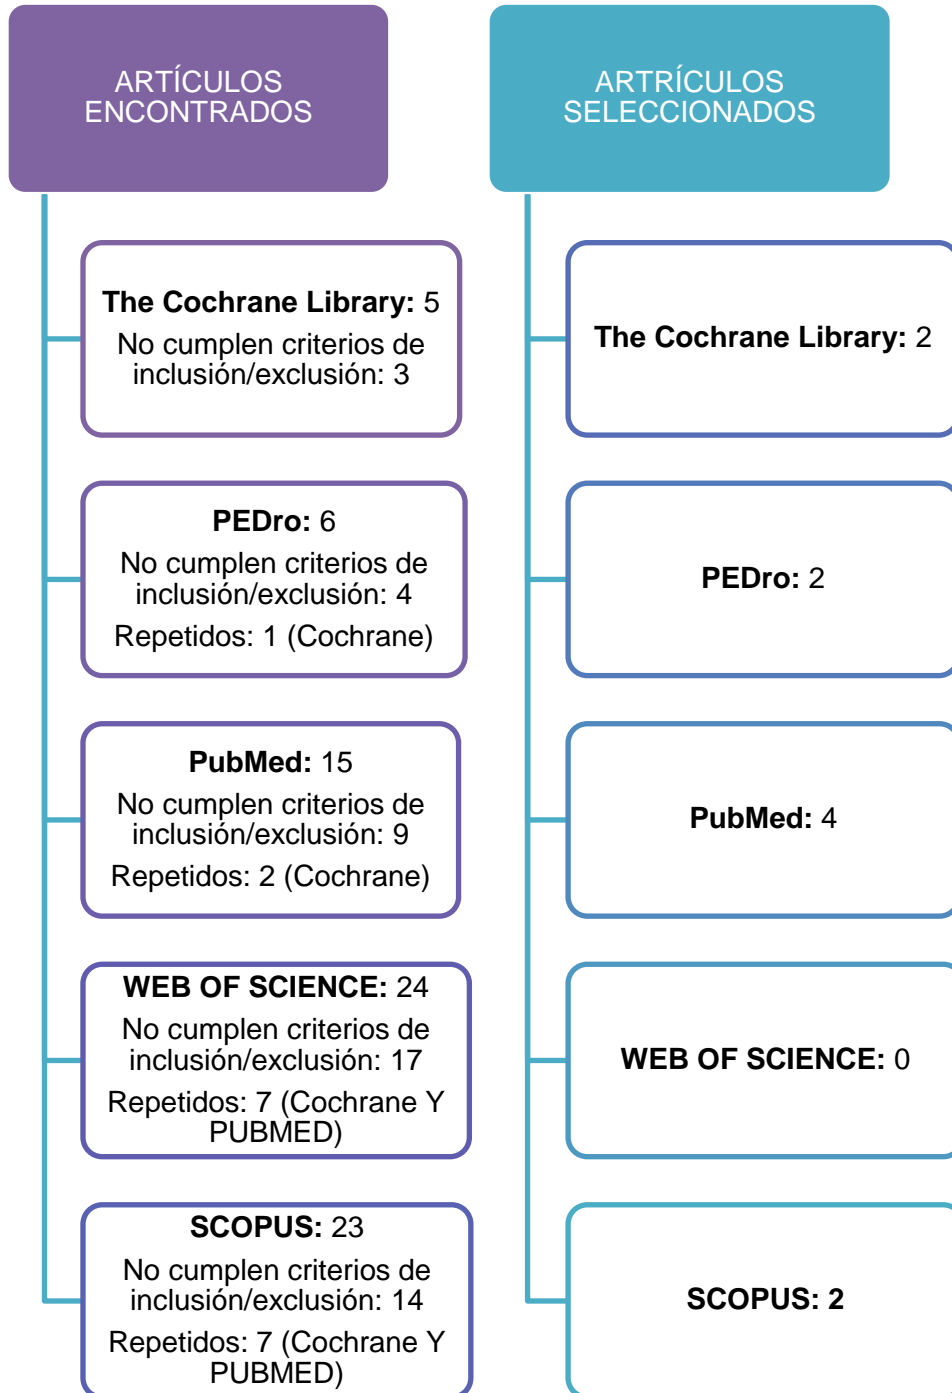 ARTÍCULOS
ENCONTRADOS
The Cochrane Library: 5
No cumplen criterios de
inclusión/exclusión: 3
PEDro: 6
No cumplen criterios de
inclusión/exclusión: 4
Repetidos: 1 (Cochrane)
PubMed: 15
No cumplen criterios de
inclusión/exclusión: 9
Repetidos: 2 (Cochrane)
WEB OF SCIENCE: 24
No cumplen criterios de
inclusión/exclusión: 17
Repetidos: 7 (Cochrane Y
PUBMED)
SCOPUS: 23
No cumplen criterios de
inclusión/exclusión: 14
Repetidos: 7 (Cochrane Y
PUBMED)
ARTRÍCULOS
SELECCIONADOS
The Cochrane Library: 2
PEDro: 2
PubMed: 4
WEB OF SCIENCE: 0
SCOPUS: 2